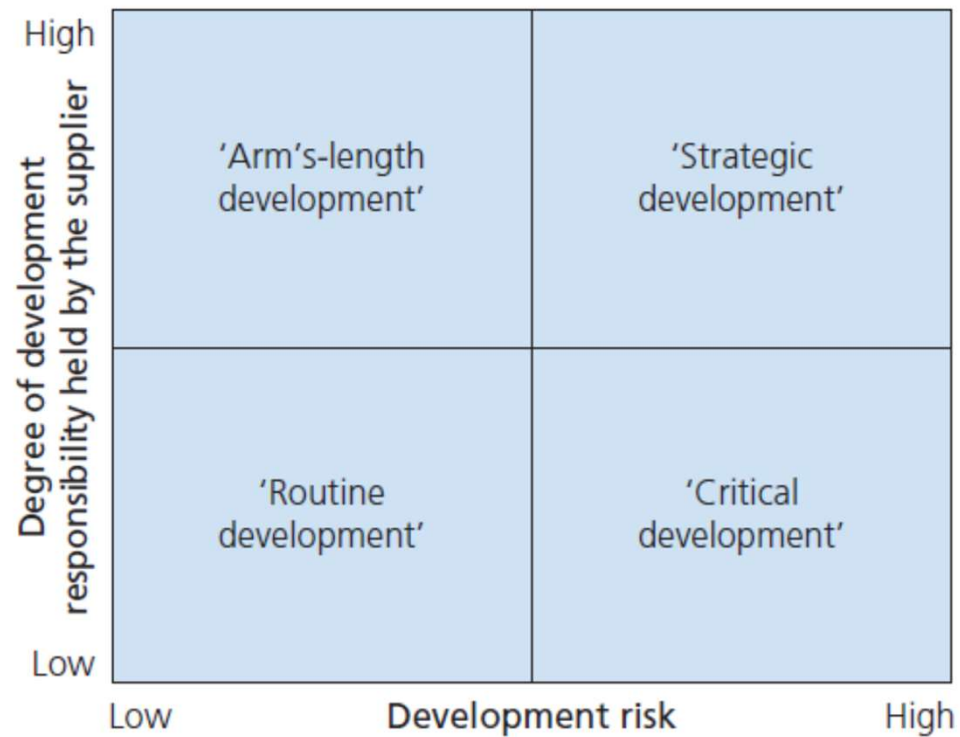 High
Degree of development
responsibility held by the supplier
‘Arm’s-length
development’
‘Strategic
development’
‘Routine
development’
‘Critical
development’
Low
Low
Development risk
High